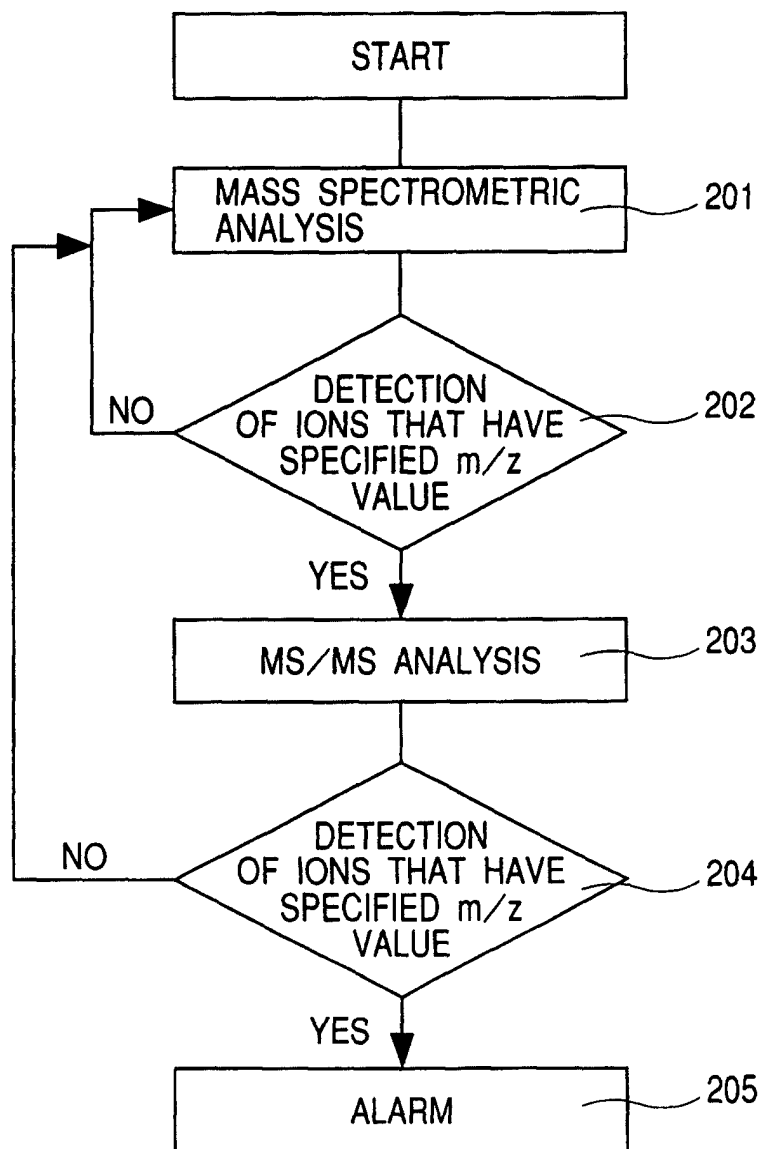 START
MASS SPECTROMETRIC
ANALYSIS
201
DETECTION
OF IONS THAT HAVE
SPECIFIED m/z
VALUE
202
NO
YES
MS/MS ANALYSIS
203
DETECTION
OF IONS THAT HAVE
SPECIFIED m/z
VALUE
204
NO
YES
ALARM
205